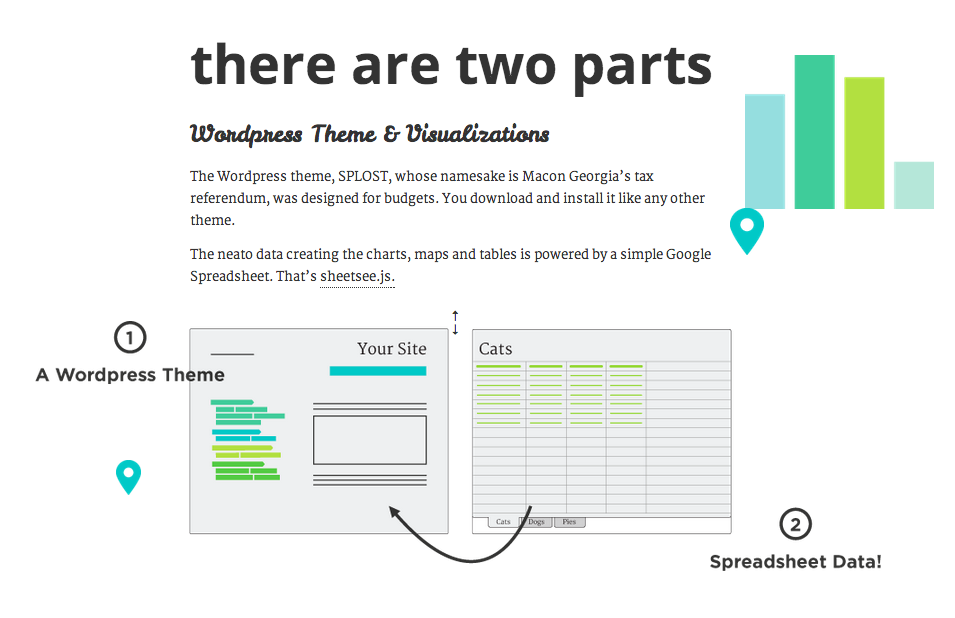 there are two parts
Wordpress Theme & Visualizations
The Wordpress theme, SPLOST, whose namesake is Macon Georgia’s tax
referendum, was designed for budgets. You download and install it like any other
theme.
The neato data creating the charts, maps and tables is powered by a simple Google
Spreadsheet. That’s sheetsee.js.
1
A Wordpress Theme
Your Site
Cats
Cats
Dogs
Pies
2
Spreadsheet Data!